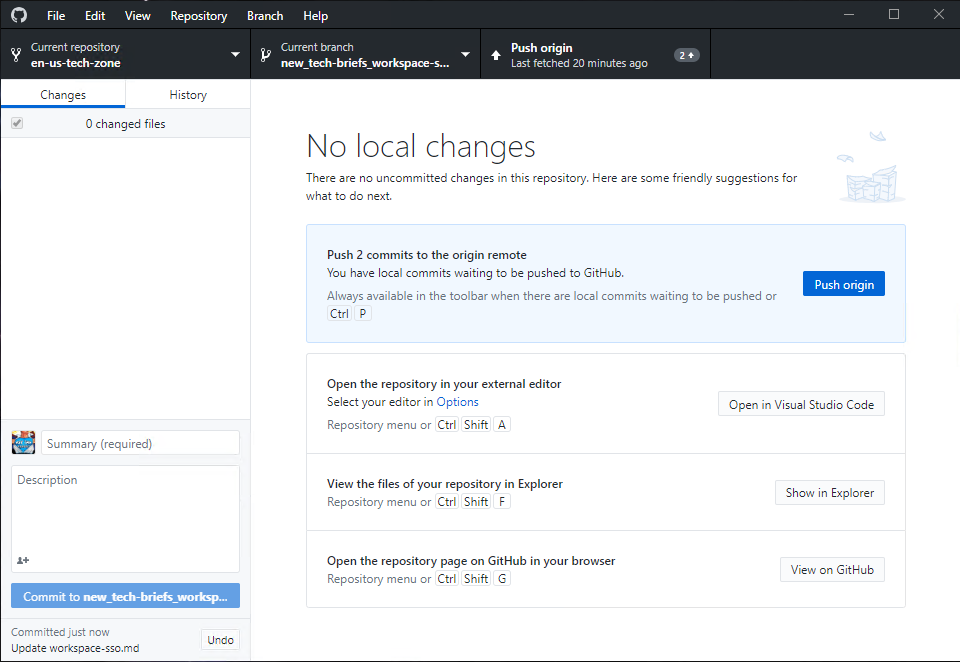 File Edit View Repository Branch Help
Current repository
en-us-tech-zone
Current branch
new_tech-briefs_workspace-s...
Push origin
Last fetched 20 minutes ago
2
Changes
History
0 changed files
No local changes
There are no uncommitted changes in this repository. Here are some friendly suggestions for
what to do next.
Push 2 commits to the origin remote
You have local commits waiting to be pushed to GitHub.
Always available in the toolbar when there are local commits waiting to be pushed or
Ctrl P
Push origin
Open the repository in your external editor
Select your editor in Options
Repository menu or Ctrl Shift A
Open in Visual Studio Code
View the files of your repository in Explorer
Repository menu or Ctrl Shift F
Show in Explorer
Open the repository page on GitHub in your browser
Repository menu or Ctrl Shift G
View on GitHub
Summary (required)
Description
Commit to new_tech-briefs_worksp...
Committed just now
Update workspace-sso.md
Undo